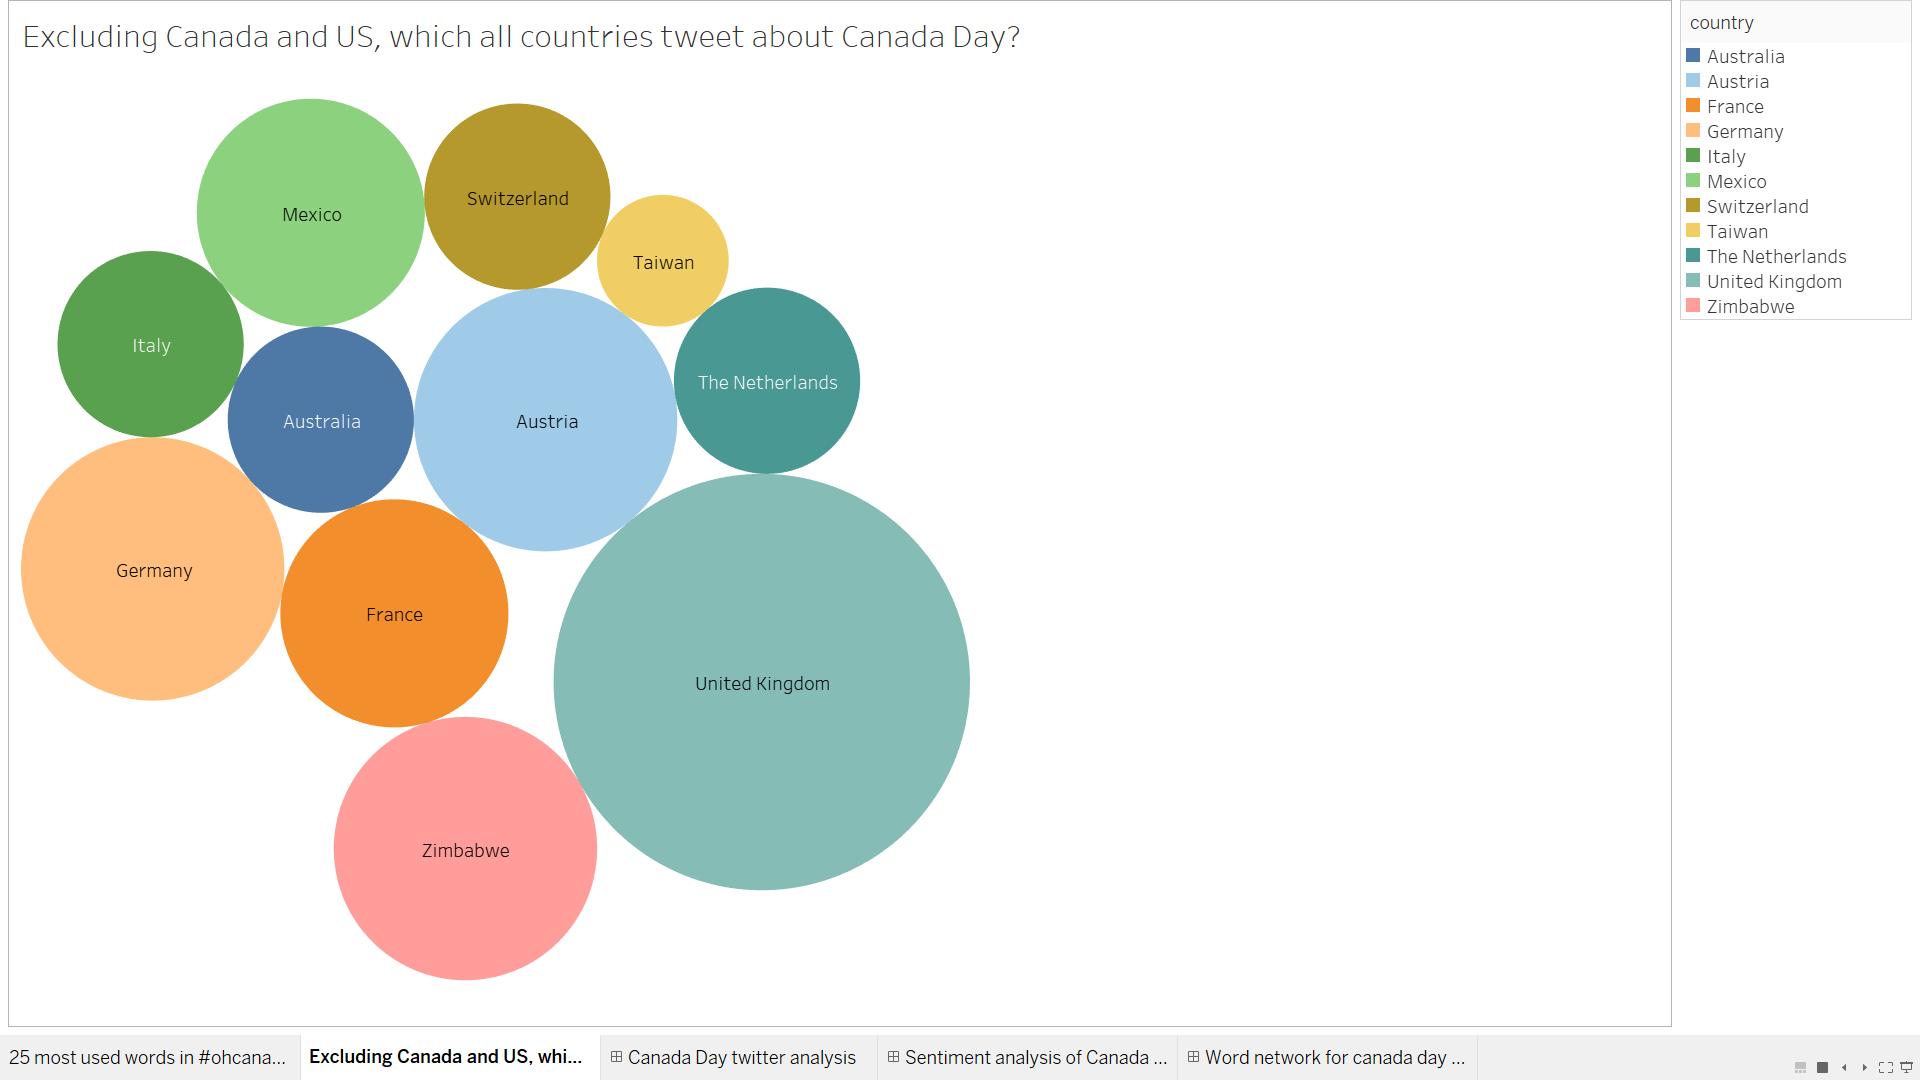 Excluding Canada and US, which all countries tweet about Canada Day?
country
Australia
Austria
France
Germany
Italy
Mexico
Switzerland
Taiwan
The Netherlands
United Kingdom
Zimbabwe
Mexico
Switzerland
Taiwan
Italy
The Netherlands
Australia
Austria
Germany
France
United Kingdom
Zimbabwe
25 most used words in #ohcana...
Excluding Canada and US, whi...
Canada Day twitter analysis
Sentiment analysis of Canada ...
Word network for canada day ...